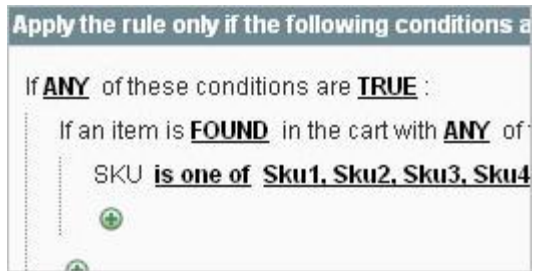 Apply the rule only if the following conditions a
If ANY of these conditions are TRUE :
If an item is FOUND in the cart with ANY of
SKU is one of Sku1, Sku2, Sku3, Sku4